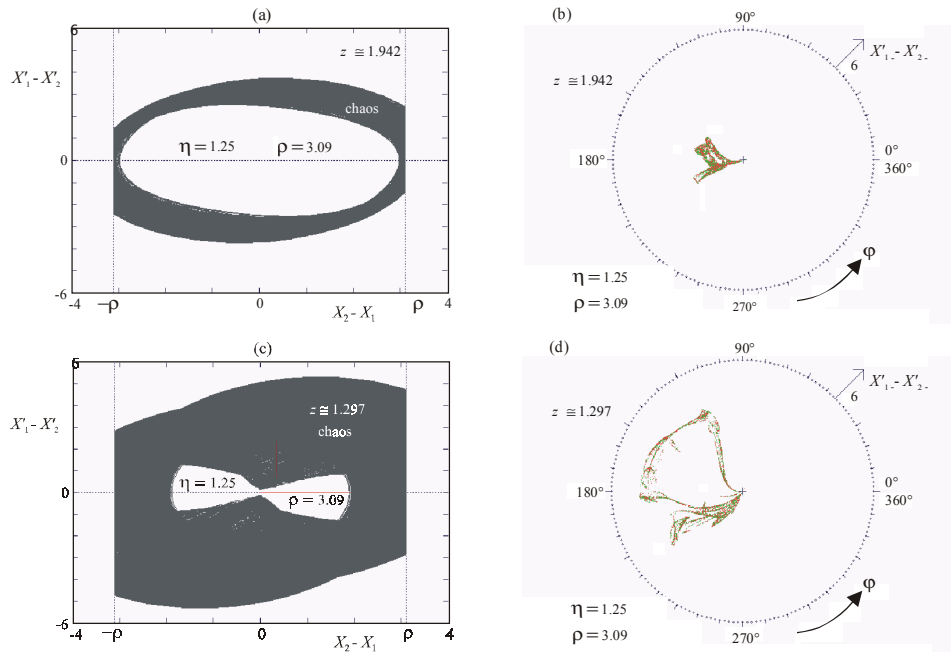 (a)
6
z ≅ 1.942
X′1 - X′2
chaos
η = 1.25 ρ = 3.09
0
-6
-4 −ρ 0 ρ 4
X2 - X1
(b)
90°
X′1 - X′2
6
z ≅ 1.942
180°
0°
360°
φ
η = 1.25
ρ = 3.09
270°
(c)
6
z ≅ 1.297
X′1 - X′2
chaos
η = 1.25
0
ρ = 3.09
-6
-4 −ρ 0 ρ 4
X2 - X1
(d)
90°
X′1 - X′2
6
z ≅ 1.297
180°
0°
360°
φ
η = 1.25
ρ = 3.09
270°